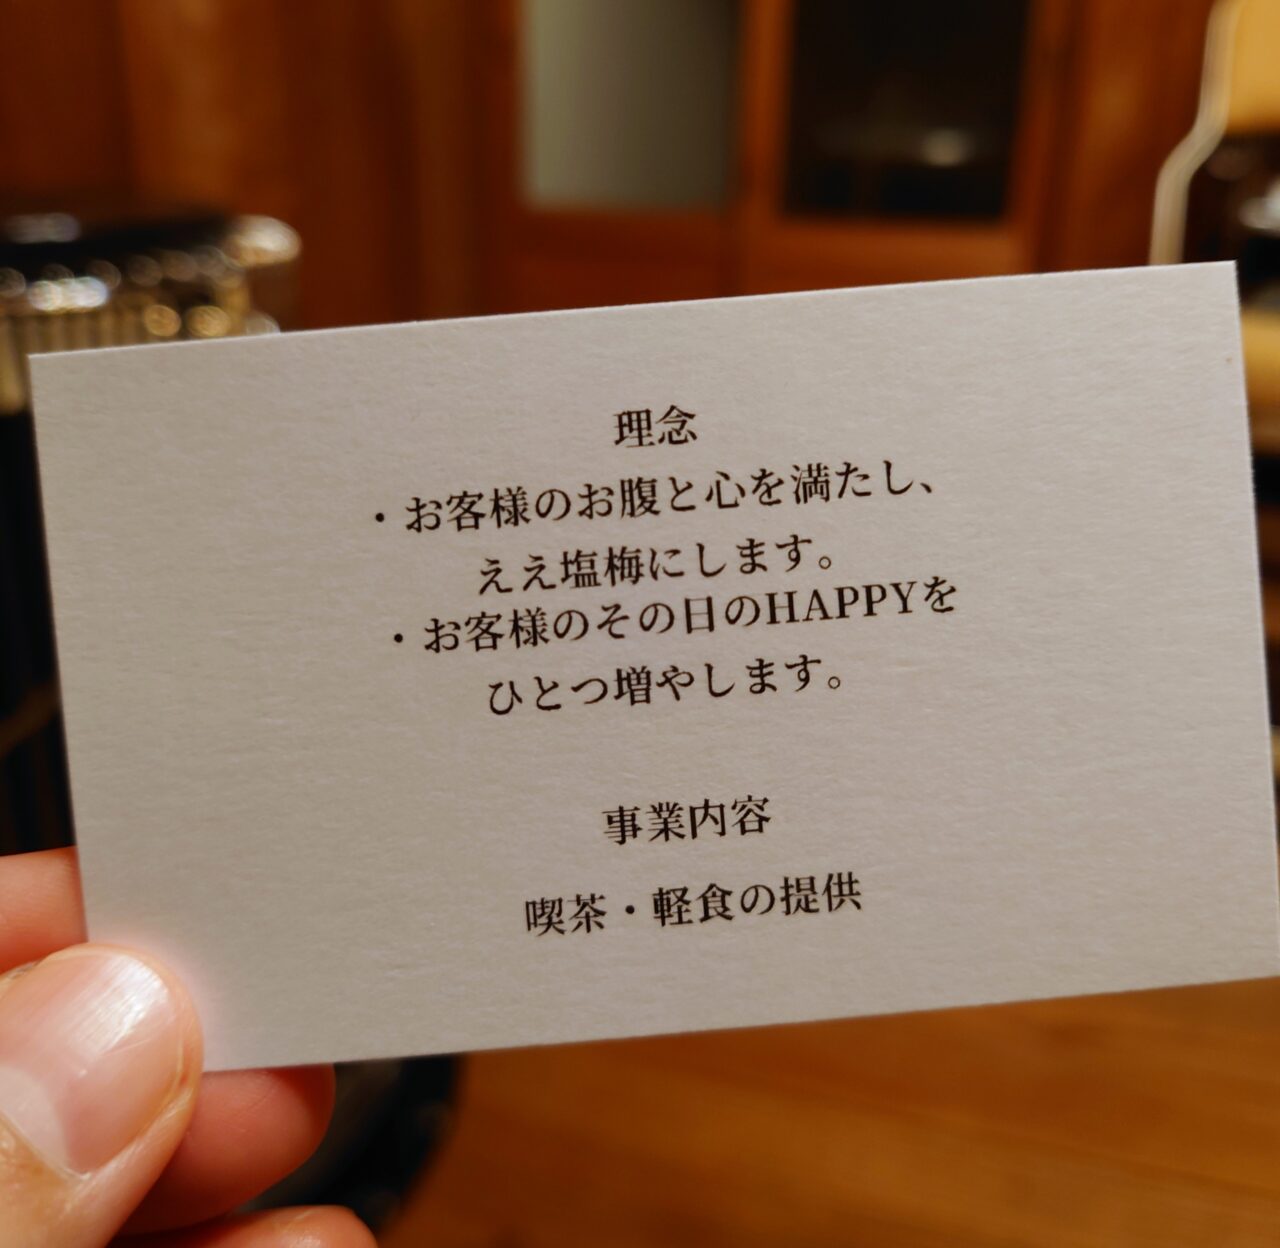 理念
・お客様のお腹と心を満たし、
ええ塩梅にします。
・お客様のその日のHAPPYを
ひとつ増やします。
事業内容
喫茶・軽食の提供